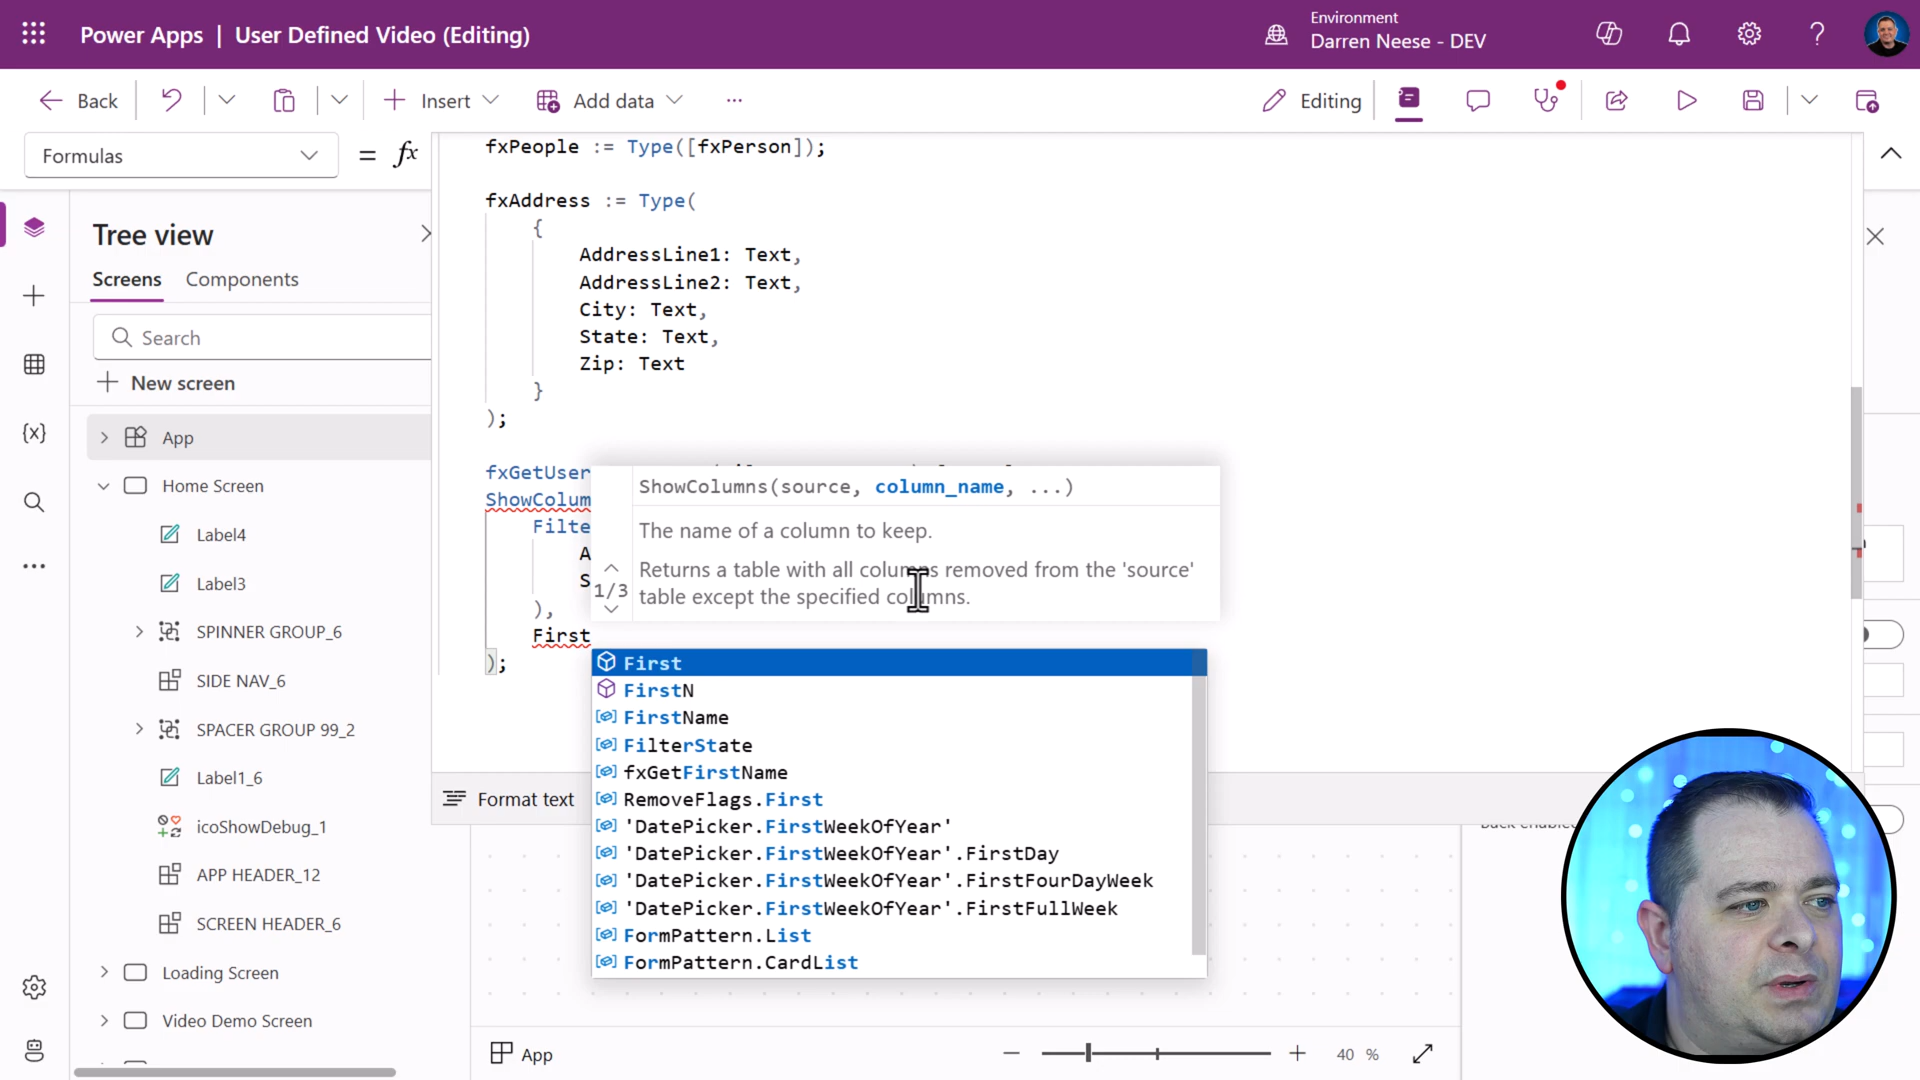 Power Apps | User Defined Video (Editing)
Environment
Darren Neese - DEV
Back
Insert
Add data
Editing
Formulas
= fx
fxPeople := Type([fxPerson]);
fxAddress := Type(
{
AddressLine1: Text,
AddressLine2: Text,
City: Text,
State: Text,
Zip: Text
}
);
fxGetUser
ShowColum
Filte
A
S
),
First
);
ShowColumns(source, column_name, ...)
The name of a column to keep.
Returns a table with all columns removed from the 'source'
table except the specified columns.
1/3
First
FirstN
FirstName
FilterState
fxGetFirstName
RemoveFlags.First
'DatePicker.FirstWeekOfYear'
'DatePicker.FirstWeekOfYear'.FirstDay
'DatePicker.FirstWeekOfYear'.FirstFourDayWeek
'DatePicker.FirstWeekOfYear'.FirstFullWeek
FormPattern.List
FormPattern.CardList
Format text
Tree view
Screens
Components
Search
New screen
App
Home Screen
Label4
Label3
SPINNER GROUP_6
SIDE NAV_6
SPACER GROUP 99_2
Label1_6
icoShowDebug_1
APP HEADER_12
SCREEN HEADER_6
Loading Screen
Video Demo Screen
App
40 %